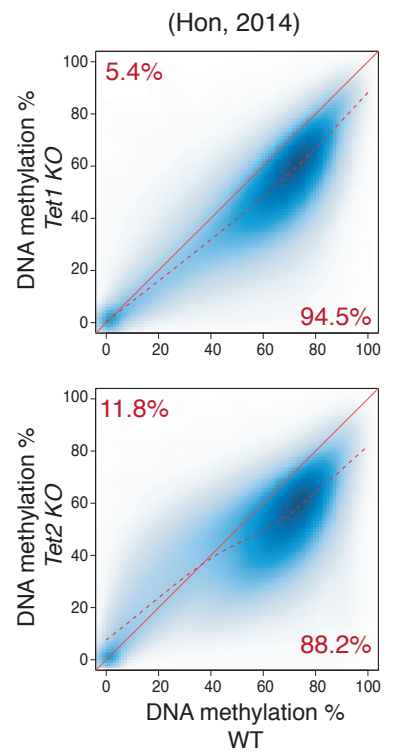 (Hon, 2014)
DNA methylation %
Tet1 KO
100
80
60
40
20
0
5.4%
94.5%
0 20 40 60 80 100
DNA methylation %
Tet2 KO
100
80
60
40
20
0
11.8%
88.2%
0 20 40 60 80 100
DNA methylation %
WT